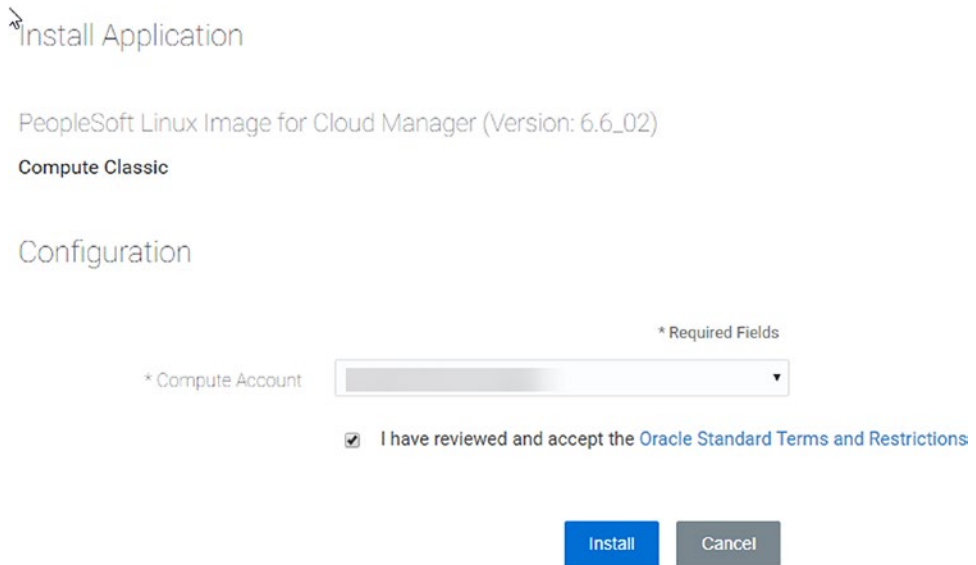 Install Application
PeopleSoft Linux Image for Cloud Manager (Version: 6.6_02)
Compute Classic
Configuration
* Required Fields
* Compute Account
I have reviewed and accept the Oracle Standard Terms and Restrictions
Install Cancel